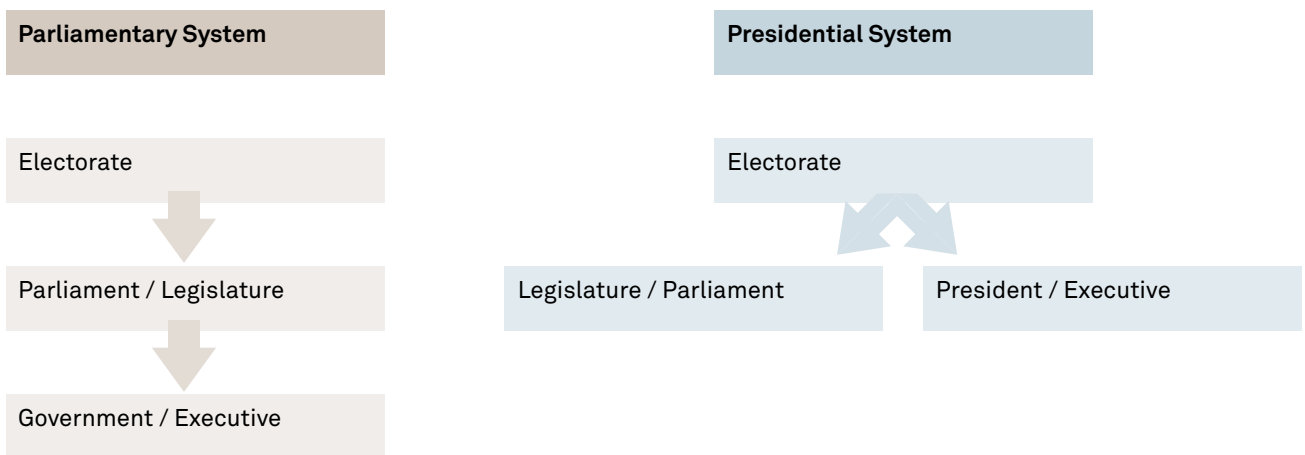 Parliamentary System
Electorate
Parliament / Legislature
Government / Executive
Presidential System
Electorate
Legislature / Parliament
President / Executive